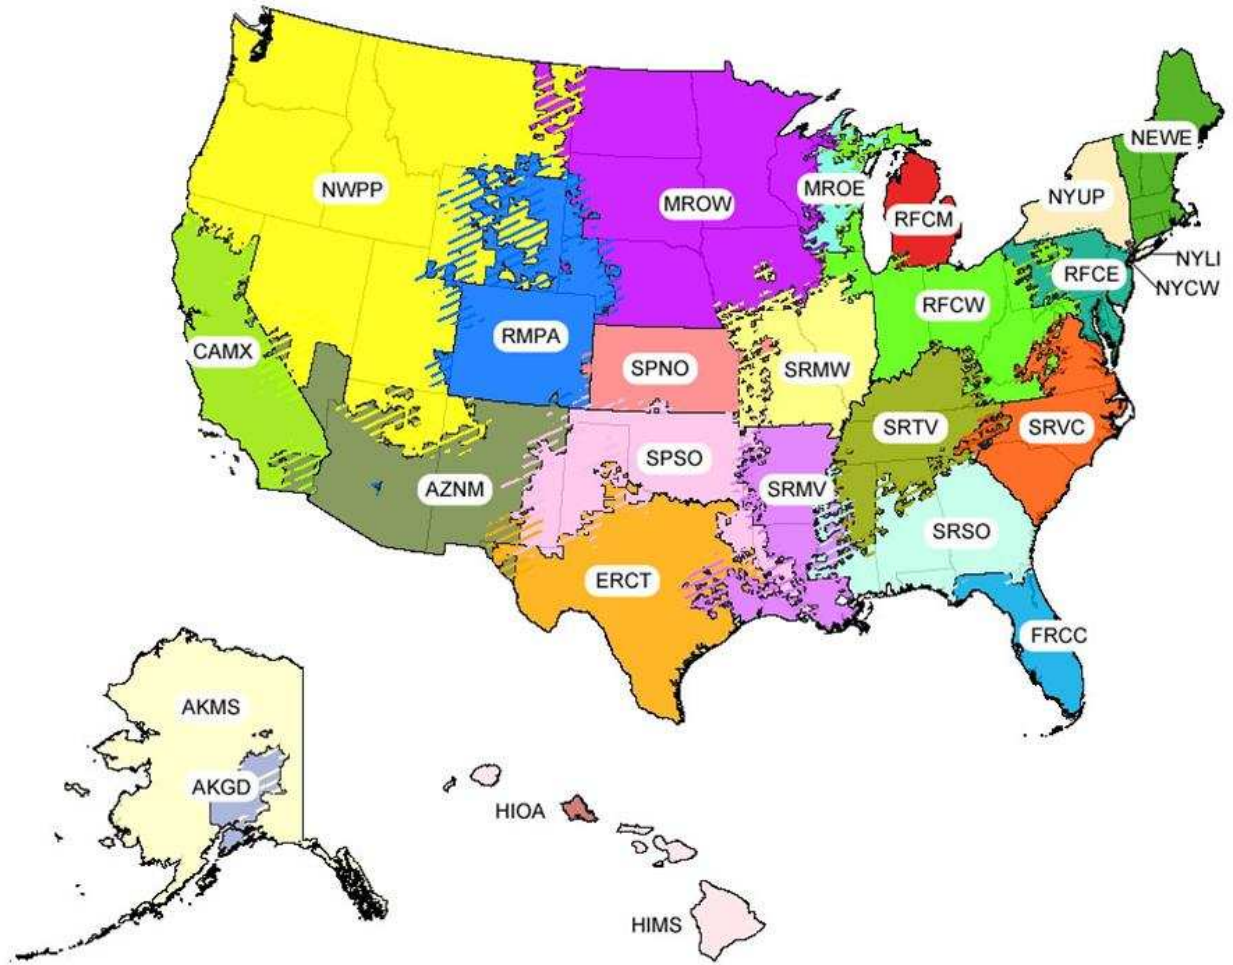 NEWE
NWPP
MROE
NYUP
MROW
RFCM
NYLI
RFCE
NYCW
RFCW
RMPA
CAMX
SPNO
SRMW
SRTV
SRVC
SPSO
AZNM
SRMV
SRSO
ERCT
FRCC
AKMS
AKGD
HIOA
HIMS